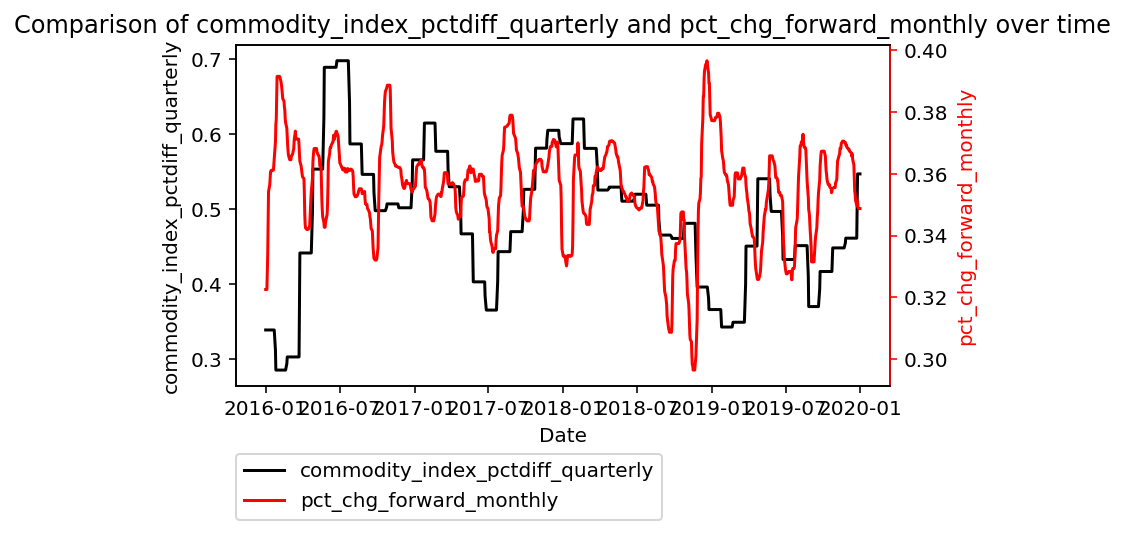 Comparison of commodity_index_pctdiff_quarterly and pct_chg_forward_monthly over time
commodity_index_pctdiff_quarterly
0.7
0.6
0.5
0.4
0.3
0.40
0.38
0.36
0.34
0.32
0.30
pct_chg_forward_monthly
2016-01 2016-07 2017-01 2017-07 2018-01 2018-07 2019-01 2019-07 2020-01
Date
commodity_index_pctdiff_quarterly
pct_chg_forward_monthly